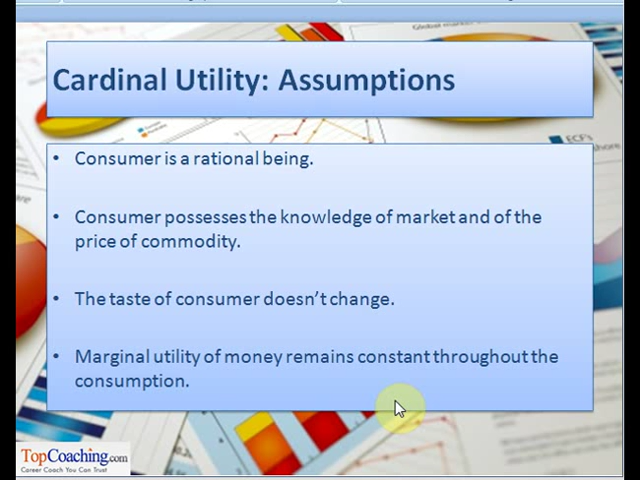 Cardinal Utility: Assumptions
• Consumer is a rational being.
• Consumer possesses the knowledge of market and of the
price of commodity.
• The taste of consumer doesn't change.
• Marginal utility of money remains constant throughout the
consumption.
TopCoaching.com
Career Coach You Can Trust